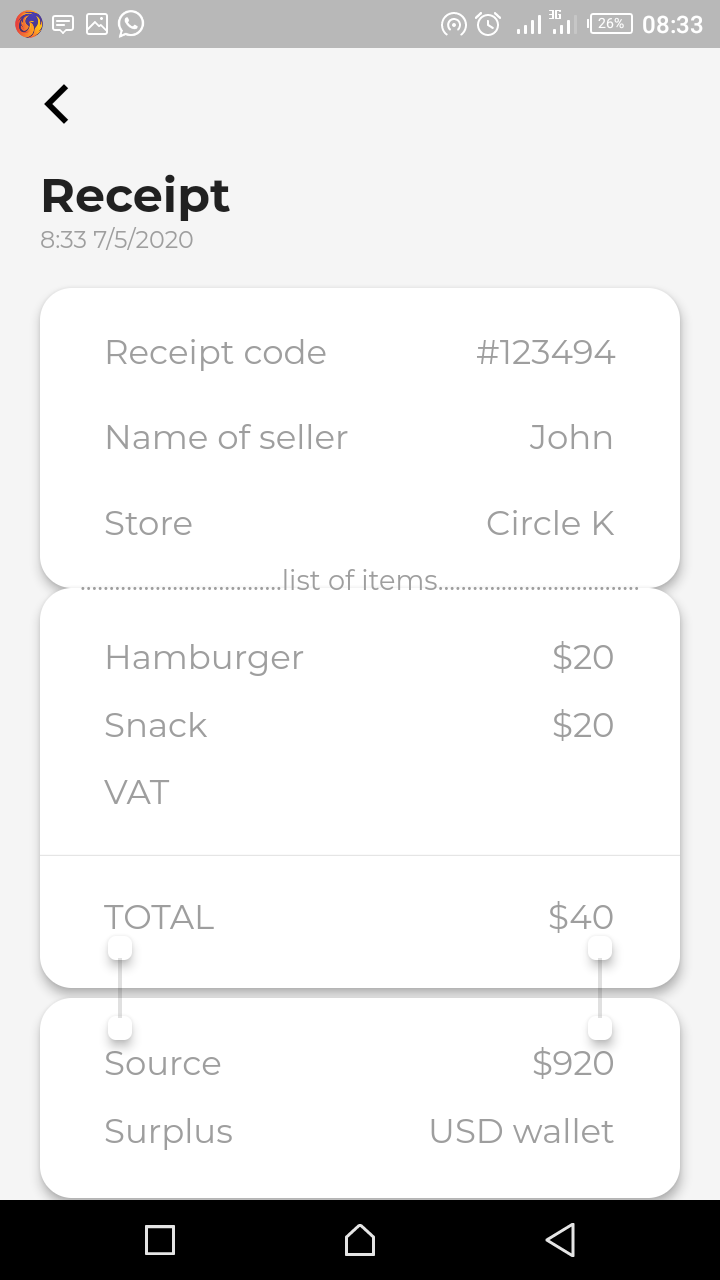 3G 26% 08:33
Receipt
8:33 7/5/2020
Receipt code #123494
Name of seller John
Store Circle K
..................................list of items..................................
Hamburger $20
Snack $20
VAT
TOTAL $40
Source $920
Surplus USD wallet